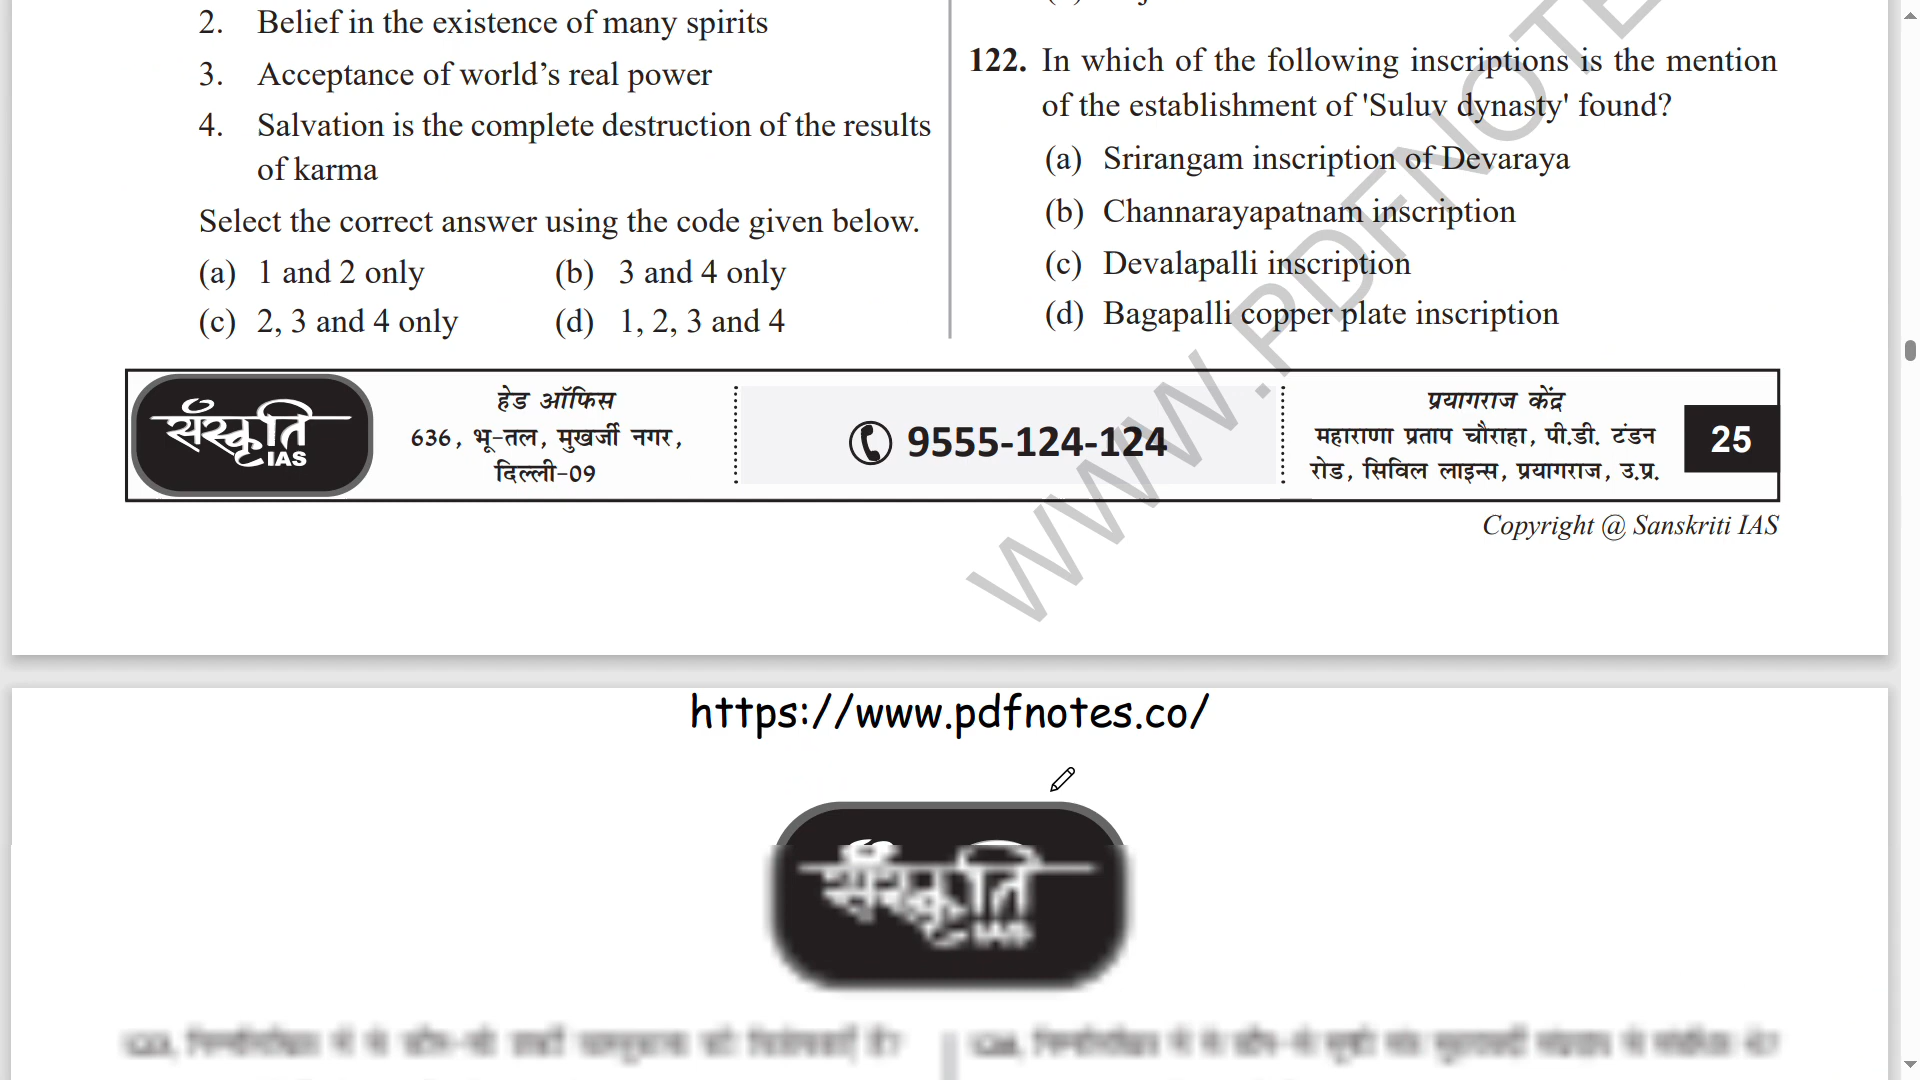 2. Belief in the existence of many spirits
3. Acceptance of world’s real power
4. Salvation is the complete destruction of the results
of karma
Select the correct answer using the code given below.
(a) 1 and 2 only (b) 3 and 4 only
(c) 2, 3 and 4 only (d) 1, 2, 3 and 4
122. In which of the following inscriptions is the mention
of the establishment of 'Suluv dynasty' found?
(a) Srirangam inscription of Devaraya
(b) Channarayapatnam inscription
(c) Devalapalli inscription
(d) Bagapalli copper plate inscription
WWW.PDFNOTE
संस्कृति
IAS
हेड ऑफिस
636, भू-तल, मुखर्जी नगर,
दिल्ली-09
9555-124-124
प्रयागराज केंद्र
महाराणा प्रताप चौराहा, पी.डी. टंडन
रोड, सिविल लाइन्स, प्रयागराज, उ.प्र.
25
Copyright @ Sanskriti IAS
https://www.pdfnotes.co/
संस्कृति
IAS